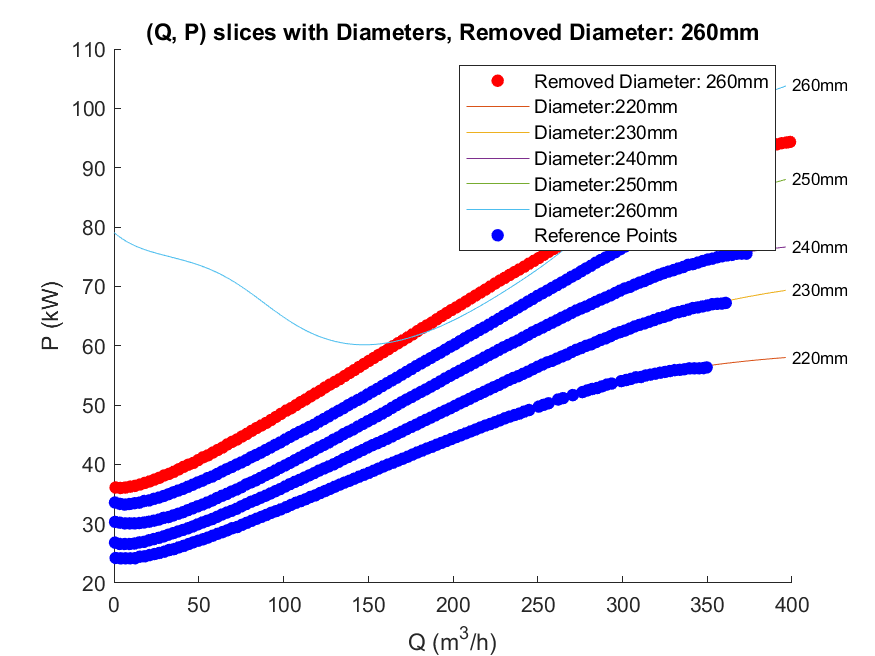 (Q, P) slices with Diameters, Removed Diameter: 260mm
110
100
90
80
70
60
50
40
30
20
P (kW)
Removed Diameter: 260mm
Diameter:220mm
Diameter:230mm
Diameter:240mm
Diameter:250mm
Diameter:260mm
Reference Points
260mm
250mm
240mm
230mm
220mm
0 50 100 150 200 250 300 350 400
Q (m³/h)